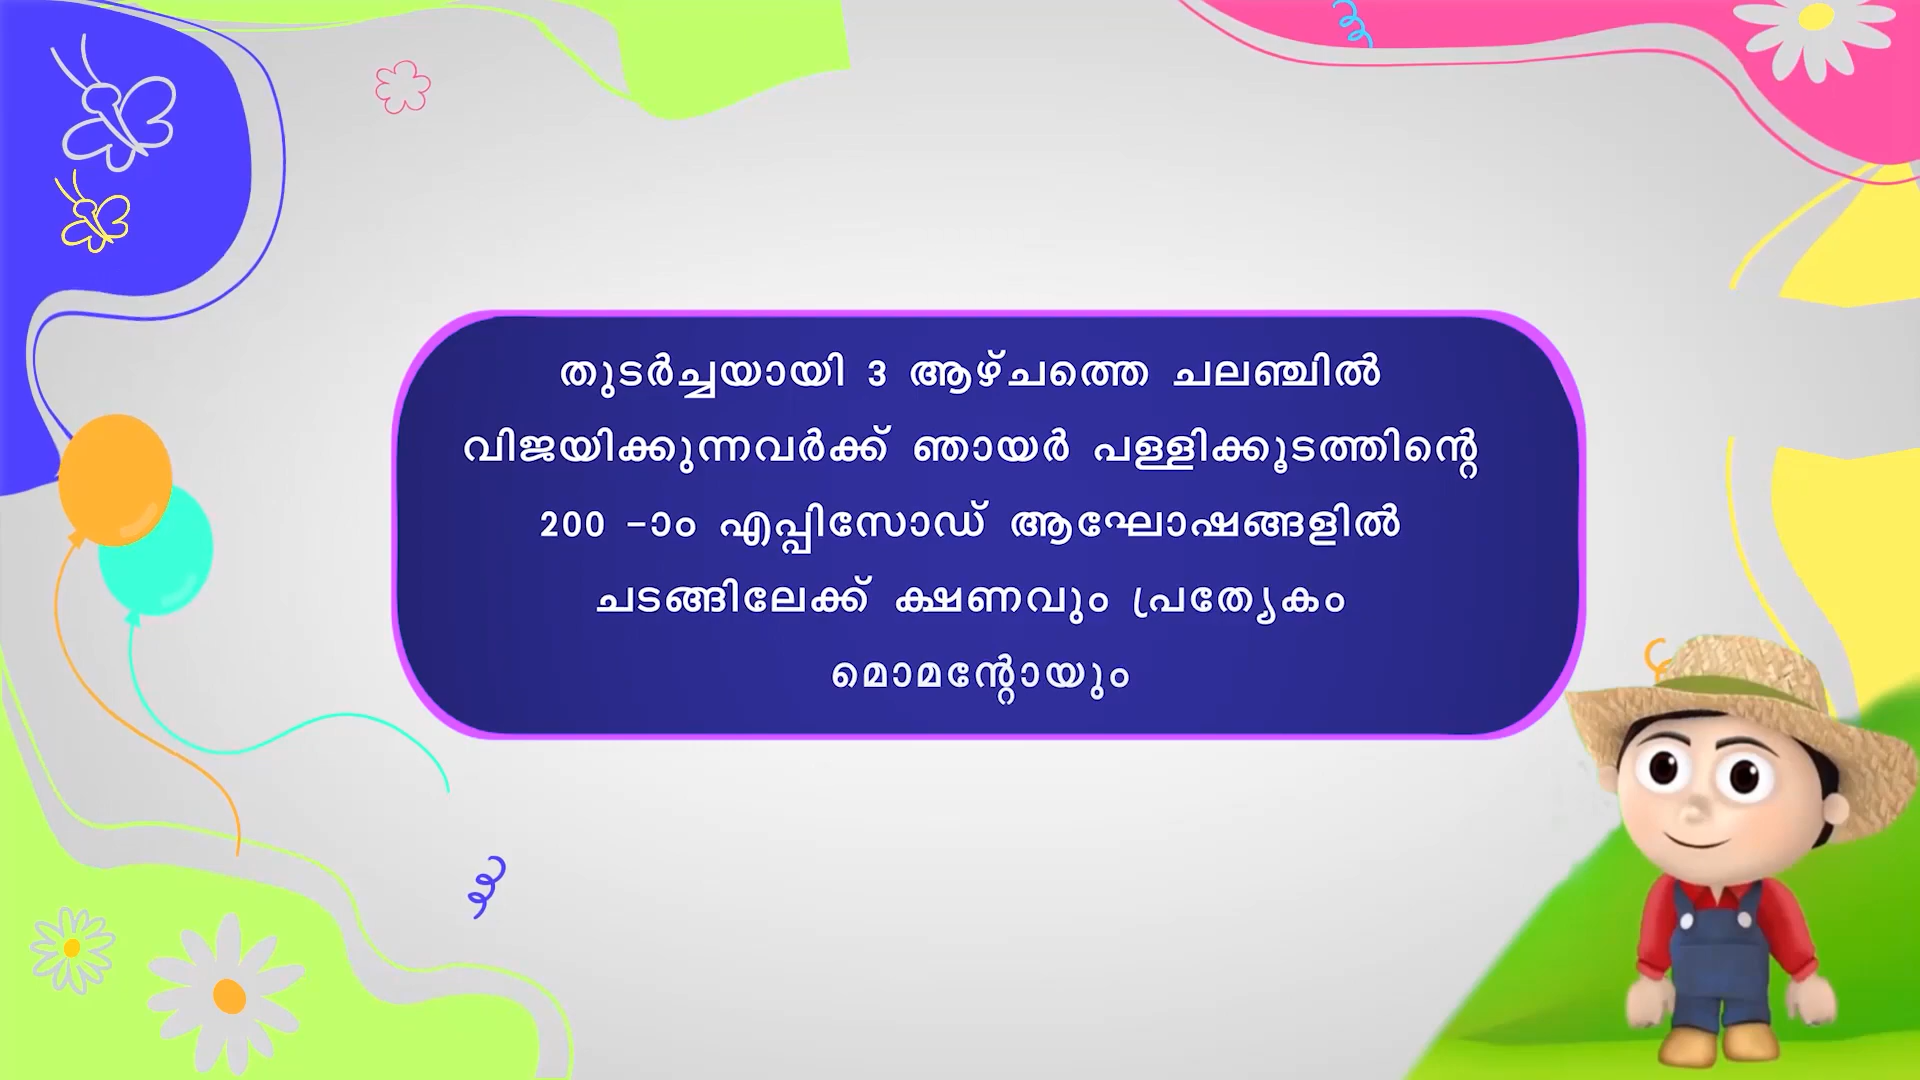 തുടർച്ചയായി 3 ആഴ്ചത്തെ ചലഞ്ചിൽ
വിജയിക്കുന്നവർക്ക് ഞായർ പള്ളിക്കൂടത്തിന്റെ
200 -ാം എപ്പിസോഡ് ആഘോഷങ്ങളിൽ
ചടങ്ങിലേക്ക് ക്ഷണവും പ്രത്യേകം
മൊമന്റോയും